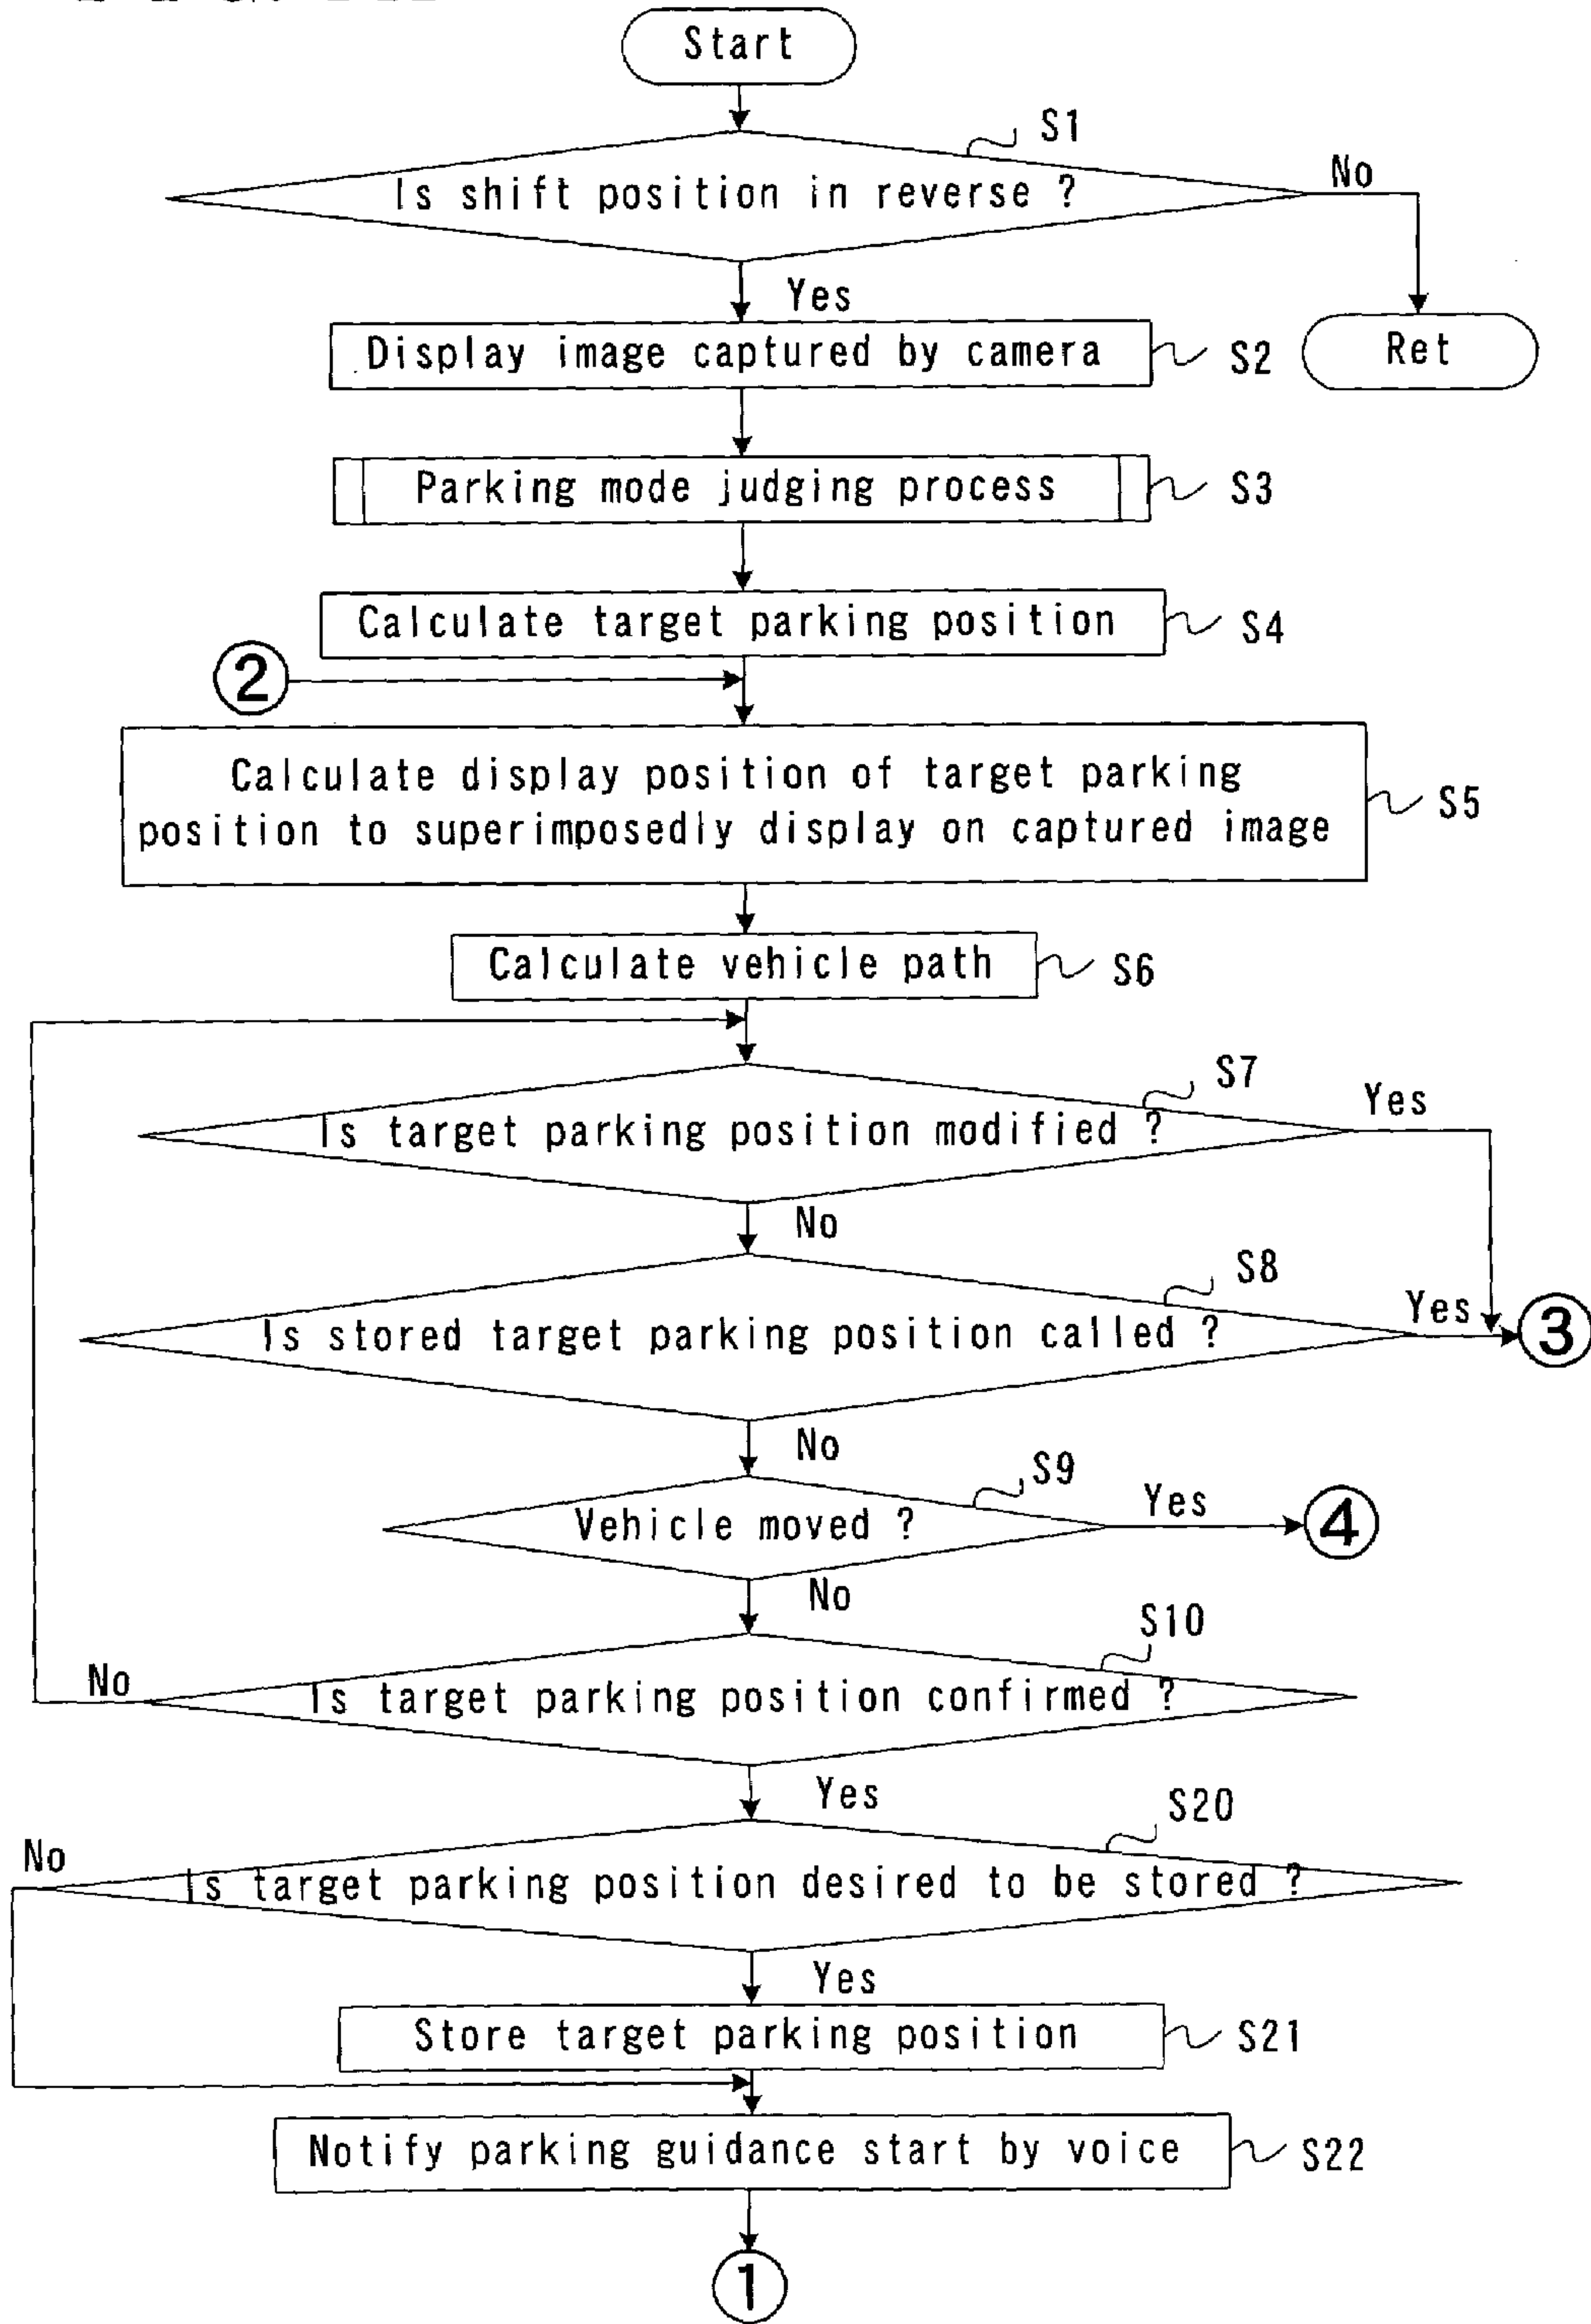 Start
S1
Is shift position in reverse ?
No
Yes
Display image captured by camera
S2
Ret
Parking mode judging process
S3
Calculate target parking position
S4
②
Calculate display position of target parking
position to superimposedly display on captured image
S5
Calculate vehicle path
S6
S7
Yes
Is target parking position modified ?
No
S8
Yes
Is stored target parking position called ?
③
No
S9
Yes
Vehicle moved ?
④
No
S10
No
Is target parking position confirmed ?
Yes
S20
No
Is target parking position desired to be stored ?
Yes
Store target parking position
S21
Notify parking guidance start by voice
S22
①